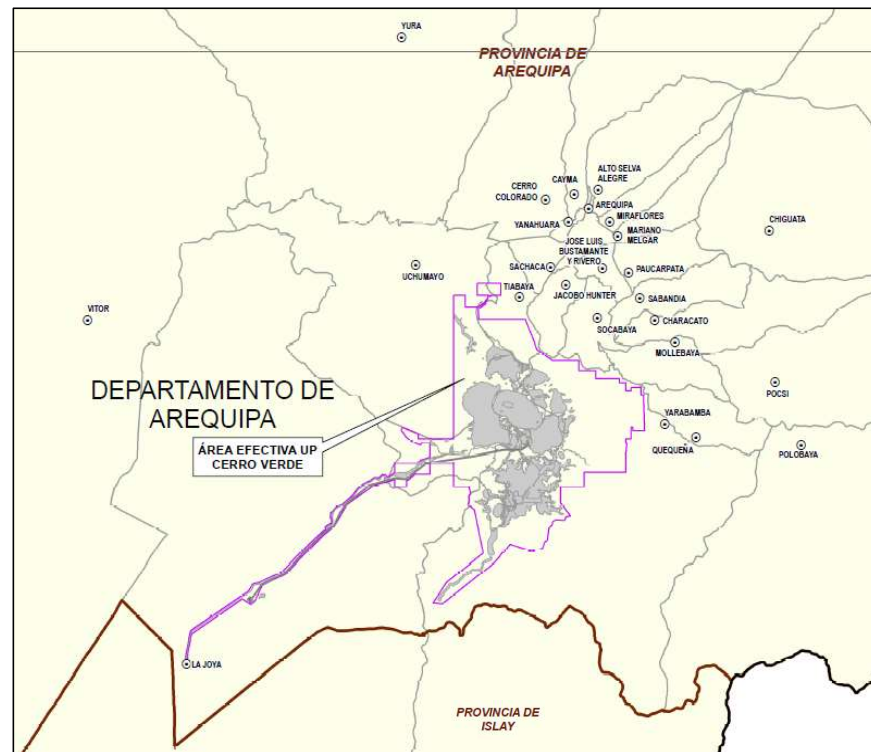 YURA
PROVINCIA DE
AREQUIPA
ALTO SELVA
ALEGRE
CAYMA
CERRO
COLORADO
AREQUIPA
MIRAFLORES
YANAHUARA
MARIANO
MELGAR
CHIGUATA
JOSE LUIS
BUSTAMANTE
Y RIVERO
SACHACA
UCHUMAYO
PAUCARPATA
TIABAYA
JACOBO HUNTER
SABANDIA
VITOR
SOCABAYA
CHARACATO
MOLLEBAYA
DEPARTAMENTO DE
AREQUIPA
POCSI
YARABAMBA
ÁREA EFECTIVA UP
CERRO VERDE
QUEQUEÑA
POLOBAYA
LA JOYA
PROVINCIA DE
ISLAY